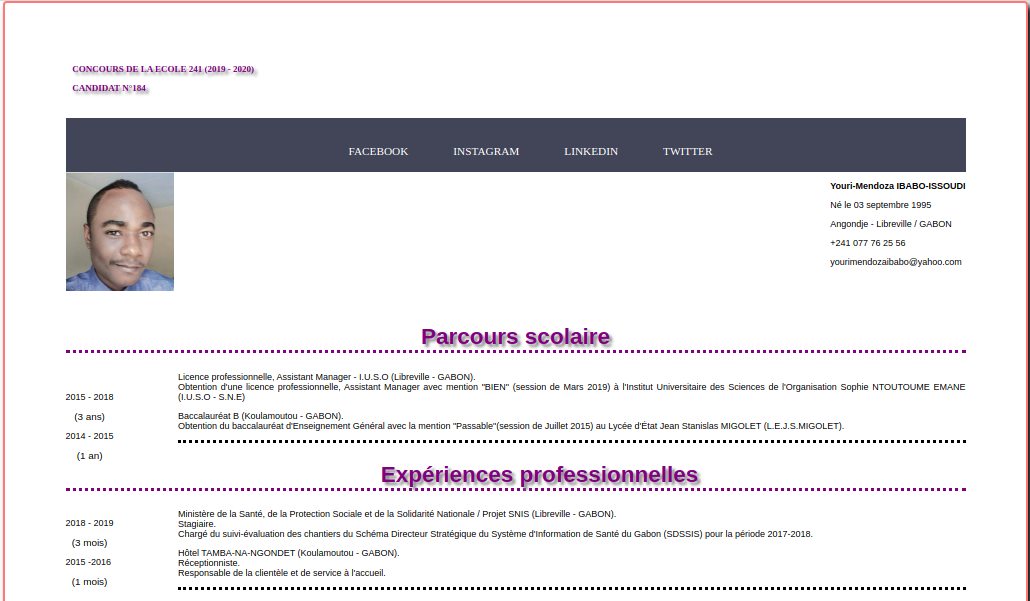 CONCOURS DE LA ECOLE 241 (2019 - 2020)
CANDIDAT N°184
FACEBOOK INSTAGRAM LINKEDIN TWITTER
Youri-Mendoza IBABO-ISSOUDI
Né le 03 septembre 1995
Angondje - Libreville / GABON
+241 077 76 25 56
yourimendozaibabo@yahoo.com
Parcours scolaire
Licence professionnelle, Assistant Manager - I.U.S.O (Libreville - GABON).
Obtention d'une licence professionnelle, Assistant Manager avec mention "BIEN" (session de Mars 2019) à l'Institut Universitaire des Sciences de l'Organisation Sophie NTOUTOUME EMANE
(I.U.S.O - S.N.E)
2015 - 2018
(3 ans)
Baccalauréat B (Koulamoutou - GABON).
Obtention du baccalauréat d'Enseignement Général avec la mention "Passable"(session de Juillet 2015) au Lycée d'État Jean Stanislas MIGOLET (L.E.J.S.MIGOLET).
2014 - 2015
(1 an)
Expériences professionnelles
Ministère de la Santé, de la Protection Sociale et de la Solidarité Nationale / Projet SNIS (Libreville - GABON).
Stagiaire.
Chargé du suivi-évaluation des chantiers du Schéma Directeur Stratégique du Système d'Information de Santé du Gabon (SDSSIS) pour la période 2017-2018.
2018 - 2019
(3 mois)
Hôtel TAMBA-NA-NGONDET (Koulamoutou - GABON).
Réceptionniste.
Responsable de la clientèle et de service à l'accueil.
2015 -2016
(1 mois)